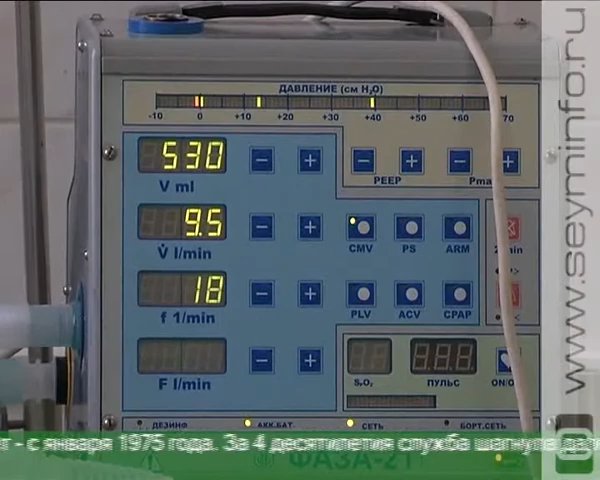 ДАВЛЕНИЕ (см H₂O)
-10 0 +10 +20 +30 +40 +50 +60 70
530
V ml
PEEP
9.5
V̇ l/min
CMV PS ARM
18
f 1/min
PLV ACV CPAP
F l/min
SₚO₂ ПУЛЬС
ДЕЗИНФ АКК.БАТ. СЕТЬ БОРТ.СЕТЬ
- с января 1975 года. За 4 десятилетия служба шагнула
ФАЗА-21
www.seyminfo.ru